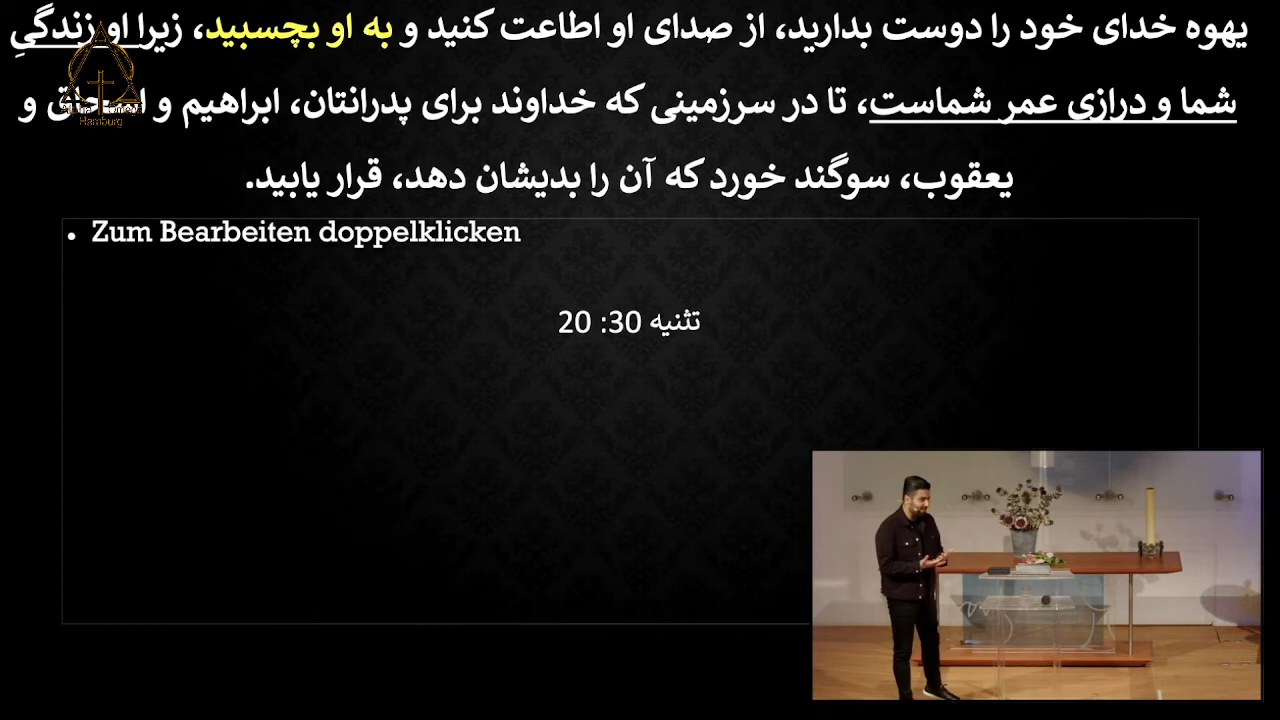 یهوه خدای خود را دوست بدارید، از صدای او اطاعت کنید و به او بچسبید، زیرا او زندگیِ
شما و درازی عمر شماست، تا در سرزمینی که خداوند برای پدرانتان، ابراهیم و اسحاق و
یعقوب، سوگند خورد که آن را بدیشان دهد، قرار یابید.
Hamburg
• Zum Bearbeiten doppelklicken
تثنیه 30: 20